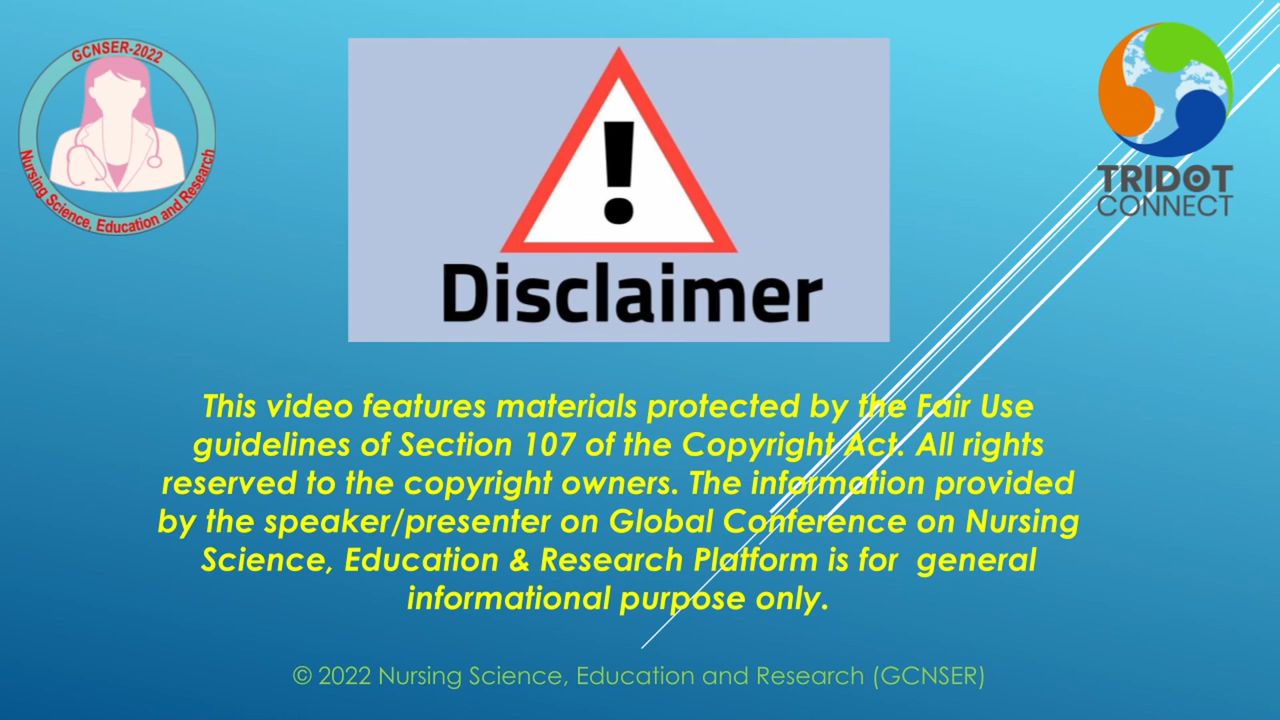 GCNSER-2022
Nursing Science, Education and Research
!
Disclaimer
TRIDOT
CONNECT
This video features materials protected by the Fair Use
guidelines of Section 107 of the Copyright Act. All rights
reserved to the copyright owners. The information provided
by the speaker/presenter on Global Conference on Nursing
Science, Education & Research Platform is for  general
informational purpose only.
© 2022 Nursing Science, Education and Research (GCNSER)